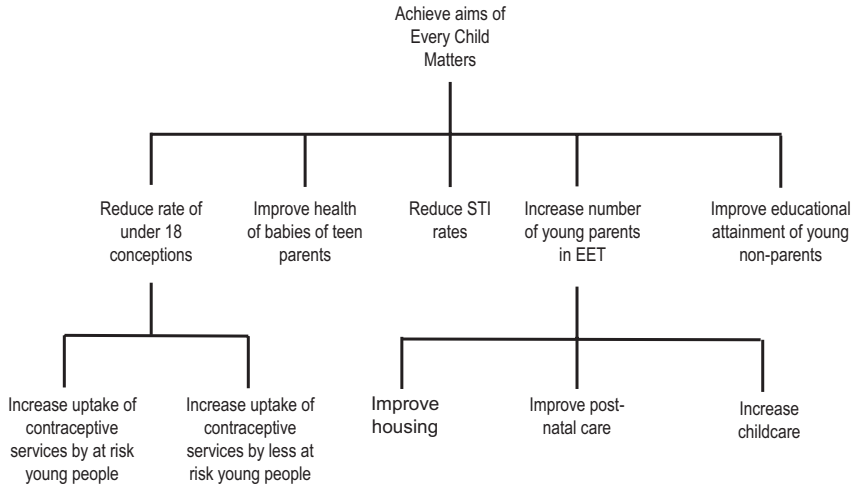 Achieve aims of
Every Child
Matters
Reduce rate of
under 18
conceptions
Improve health
of babies of teen
parents
Reduce STI
rates
Increase number
of young parents
in EET
Improve educational
attainment of young
non-parents
Increase uptake of
contraceptive
services by at risk
young people
Increase uptake of
contraceptive
services by less at
risk young people
Improve
housing
Improve post-
natal care
Increase
childcare